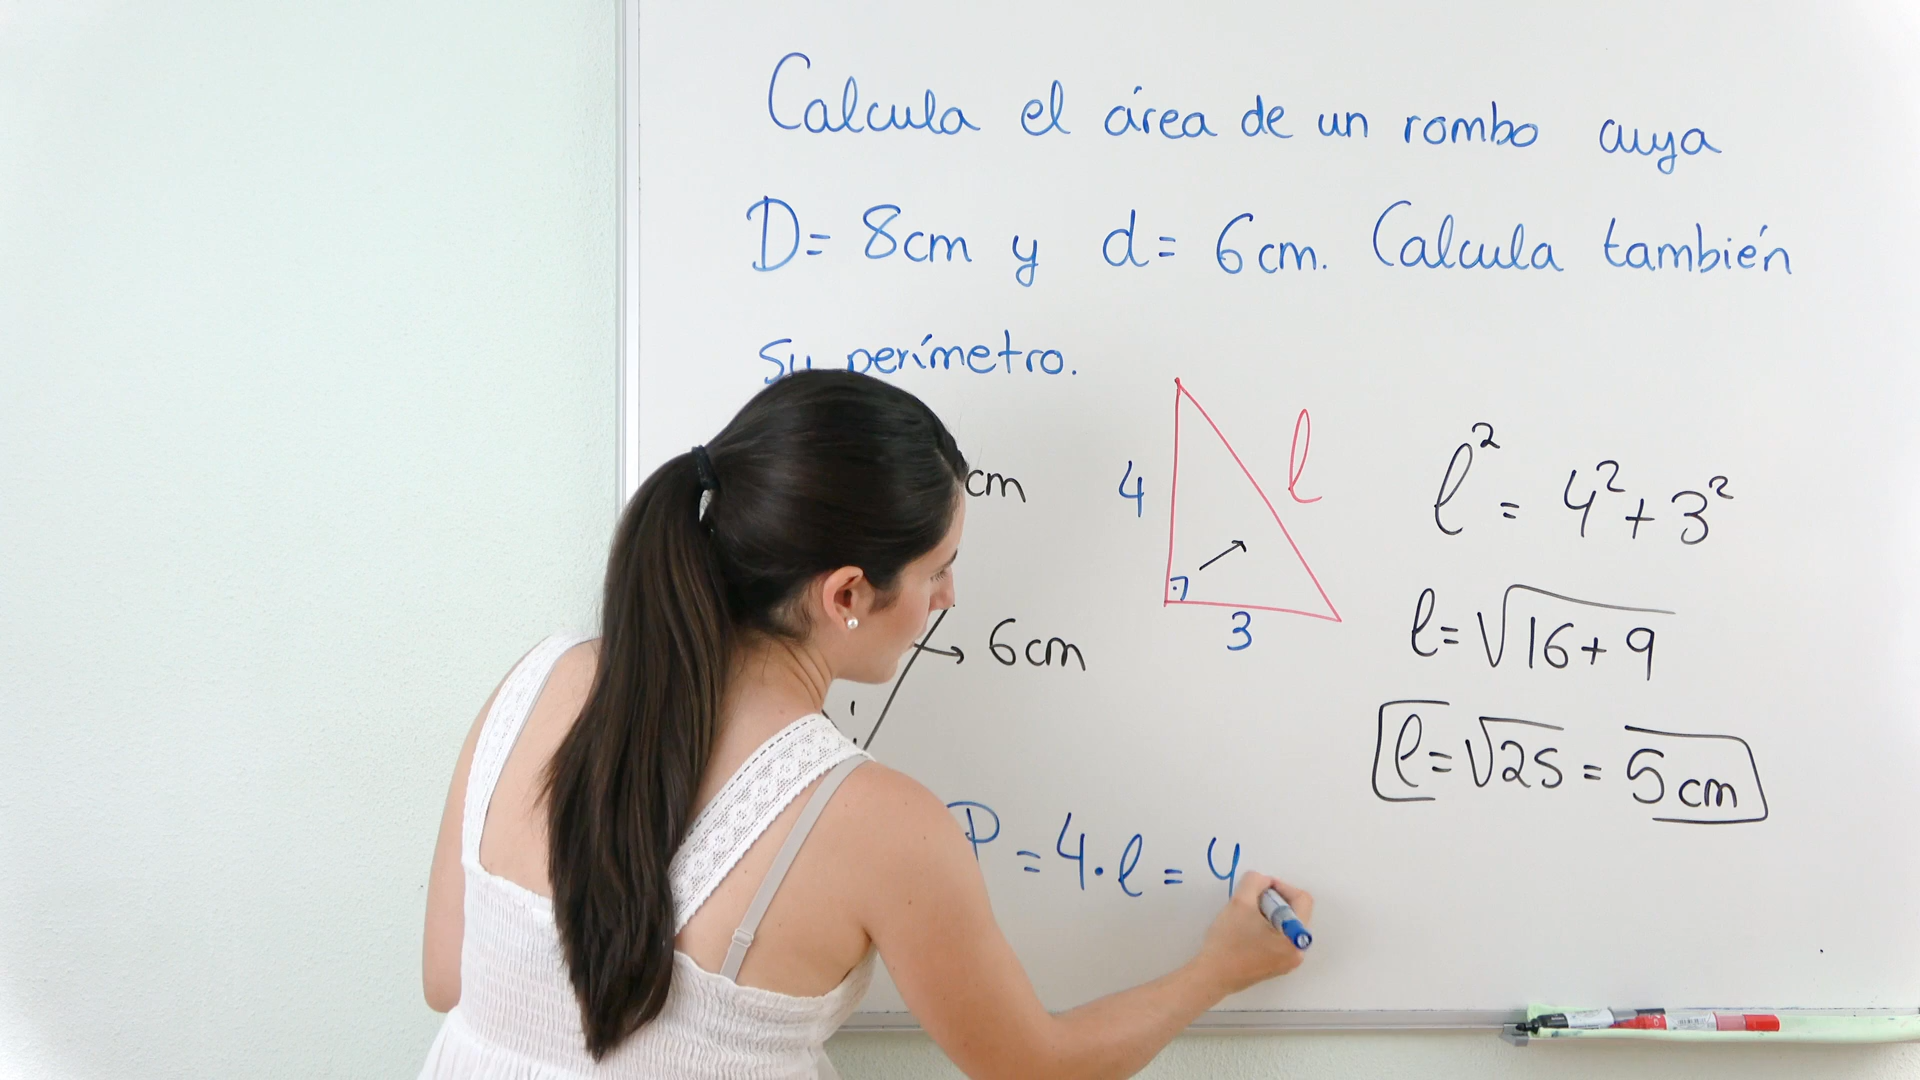 Calcula el área de un rombo cuya
D= 8cm y d= 6cm. Calcula también
su perímetro.
cm
6cm
4
l
3
l² = 4² + 3²
l= √16+9
l= √25 = 5cm
P = 4·l = 4